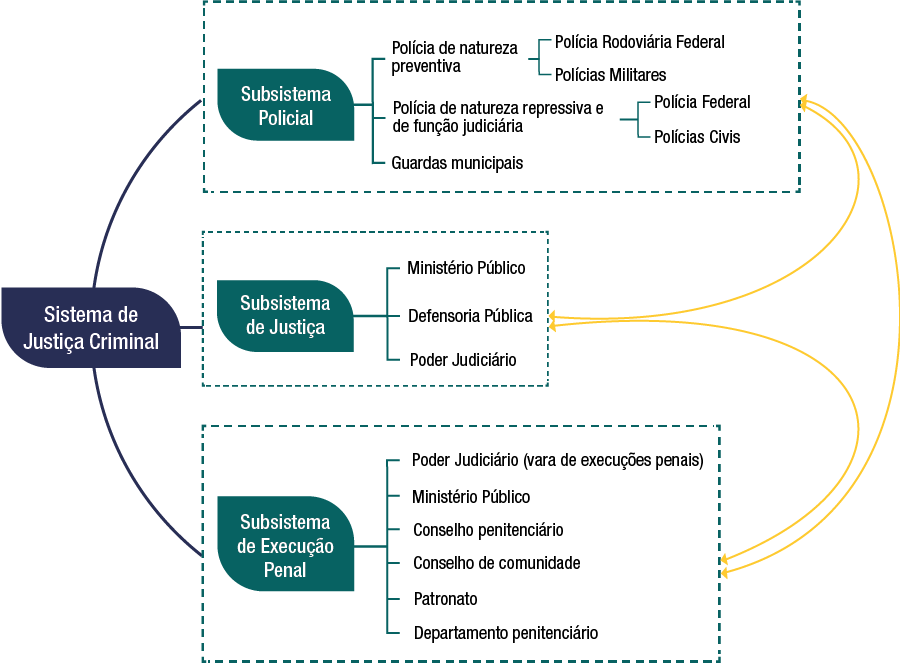 Sistema de
Justiça Criminal
Subsistema
Policial
Polícia de natureza
preventiva
Polícia Rodoviária Federal
Polícias Militares
Polícia de natureza repressiva e
de função judiciária
Polícia Federal
Polícias Civis
Guardas municipais
Subsistema
de Justiça
Ministério Público
Defensoria Pública
Poder Judiciário
Subsistema
de Execução
Penal
Poder Judiciário (vara de execuções penais)
Ministério Público
Conselho penitenciário
Conselho de comunidade
Patronato
Departamento penitenciário